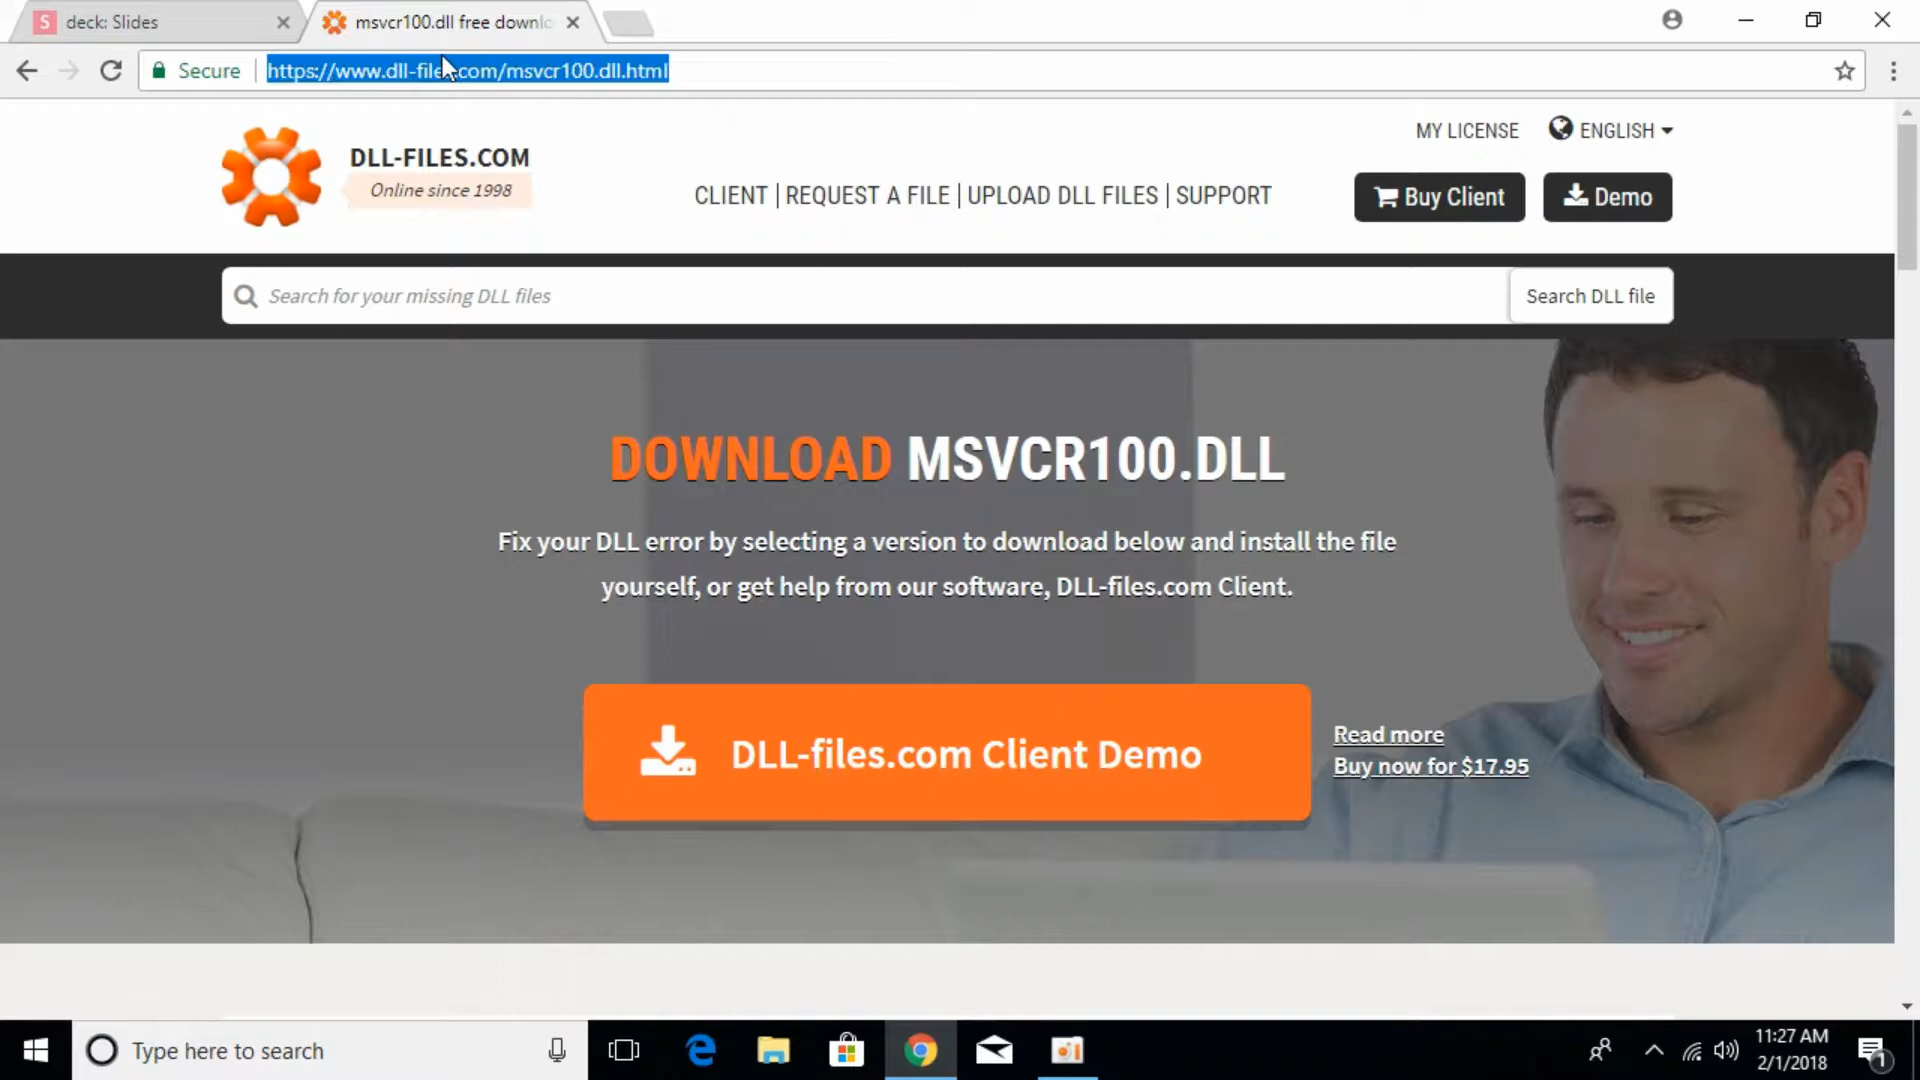 S deck: Slides
msvcr100.dll free downlo
Secure
https://www.dll-files.com/msvcr100.dll.html
MY LICENSE
ENGLISH
DLL-FILES.COM
Online since 1998
CLIENT | REQUEST A FILE | UPLOAD DLL FILES | SUPPORT
Buy Client
Demo
Search for your missing DLL files
Search DLL file
DOWNLOAD MSVCR100.DLL
Fix your DLL error by selecting a version to download below and install the file
yourself, or get help from our software, DLL-files.com Client.
DLL-files.com Client Demo
Read more
Buy now for $17.95
Type here to search
11:27 AM
2/1/2018
1